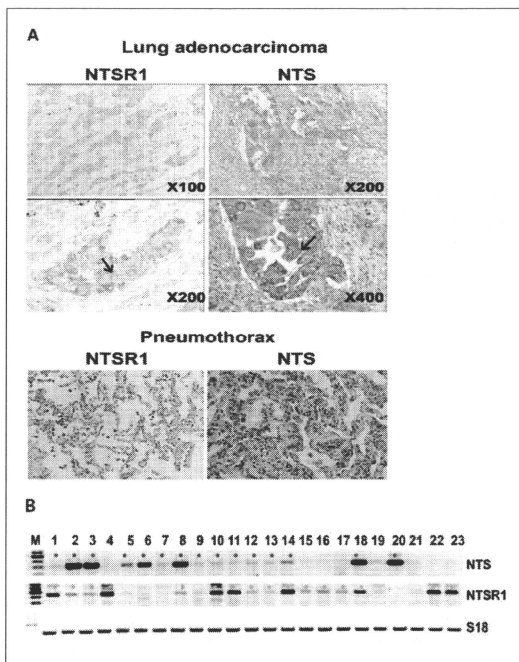 A
Lung adenocarcinoma
NTSR1 NTS
X100 X200
X200 X400
Pneumothorax
NTSR1 NTS
B
M 1 2 3 4 5 6 7 8 9 10 11 12 13 14 15 16 17 18 19 20 21 22 23
NTS
NTSR1
S18